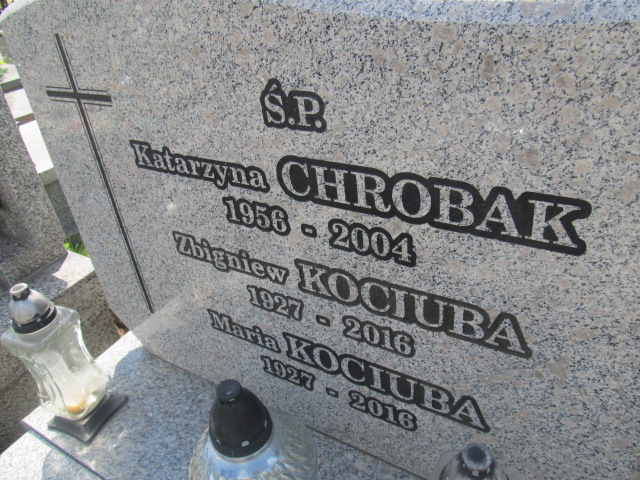 Ś.P.
Katarzyna CHROBAK
1956 - 2004
Zbigniew KOCIUBA
1927 - 2016
Maria KOCIUBA
1927 - 2016